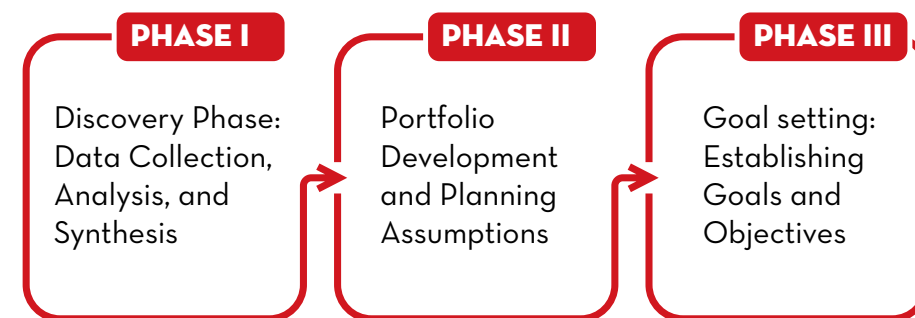 PHASE I
Discovery Phase:
Data Collection,
Analysis, and
Synthesis
PHASE II
Portfolio
Development
and Planning
Assumptions
PHASE III
Goal setting:
Establishing
Goals and
Objectives